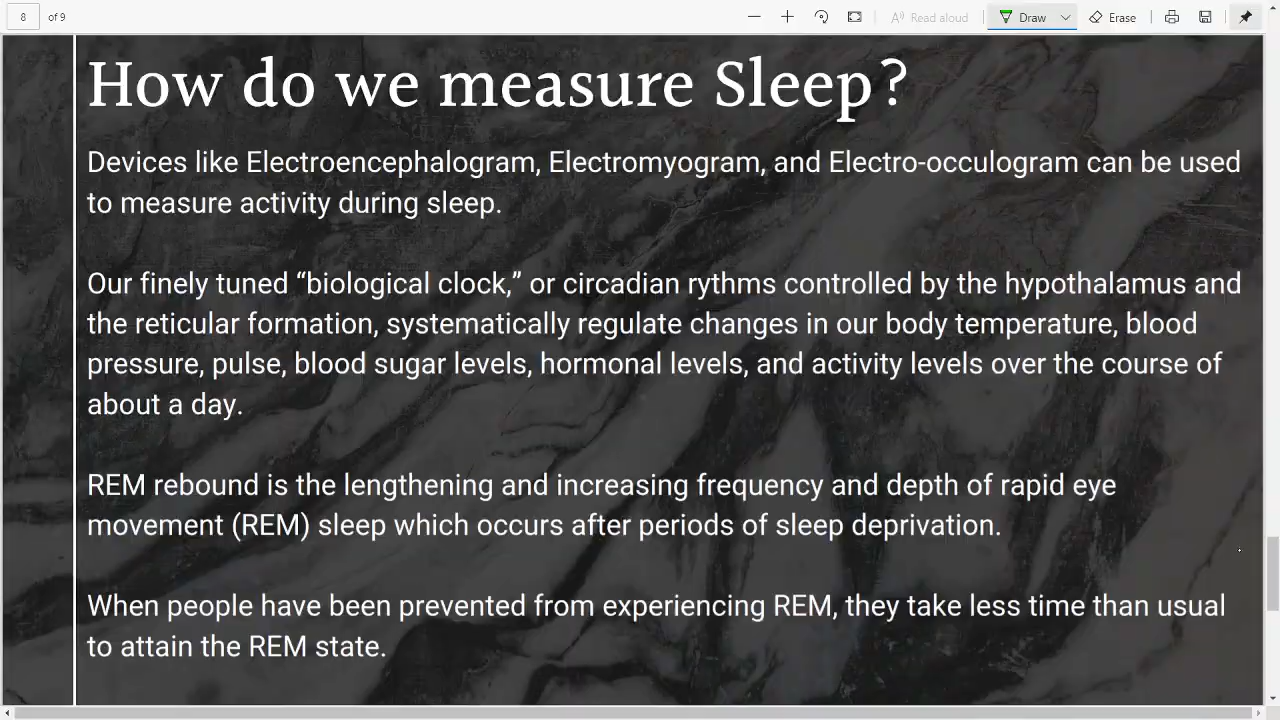 8 of 9 Read aloud Draw Erase
How do we measure Sleep?
Devices like Electroencephalogram, Electromyogram, and Electro-occulogram can be used
to measure activity during sleep.
Our finely tuned “biological clock,” or circadian rythms controlled by the hypothalamus and
the reticular formation, systematically regulate changes in our body temperature, blood
pressure, pulse, blood sugar levels, hormonal levels, and activity levels over the course of
about a day.
REM rebound is the lengthening and increasing frequency and depth of rapid eye
movement (REM) sleep which occurs after periods of sleep deprivation.
When people have been prevented from experiencing REM, they take less time than usual
to attain the REM state.